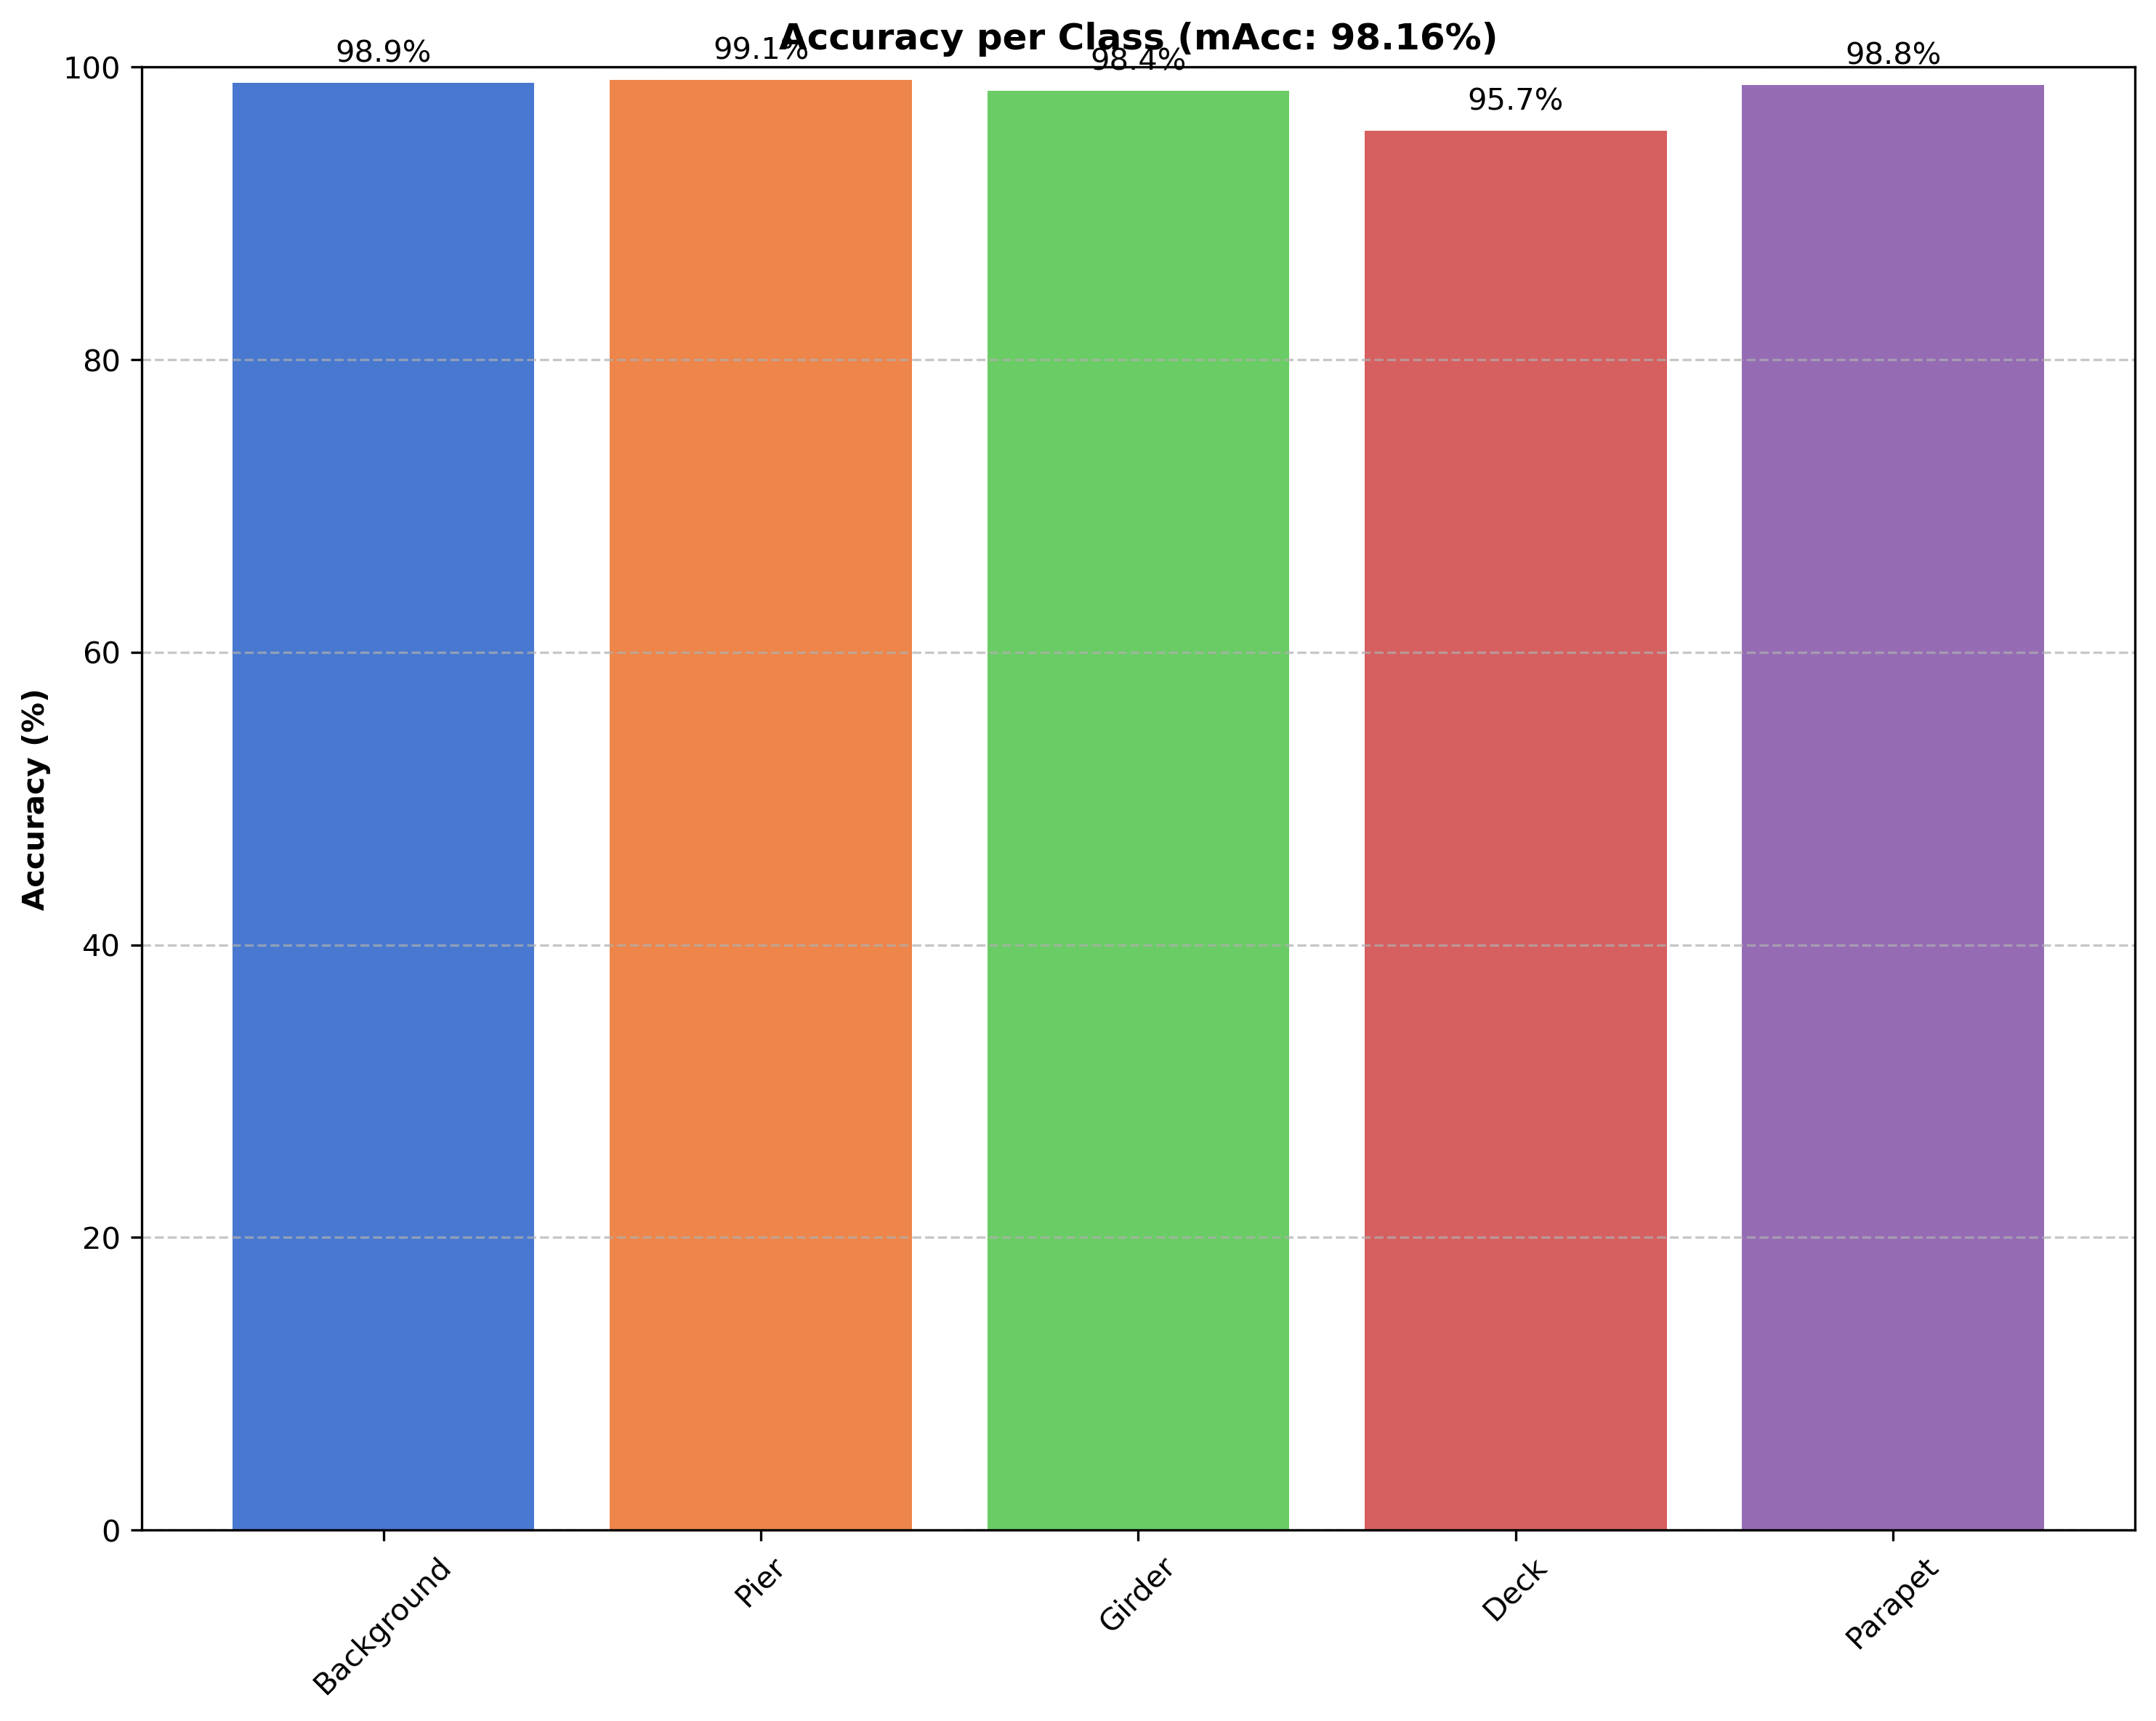 Accuracy per Class (mAcc: 98.16%)
98.9%
99.1%
98.4%
95.7%
98.8%
100
80
60
40
20
0
Accuracy (%)
Background
Pier
Girder
Deck
Parapet